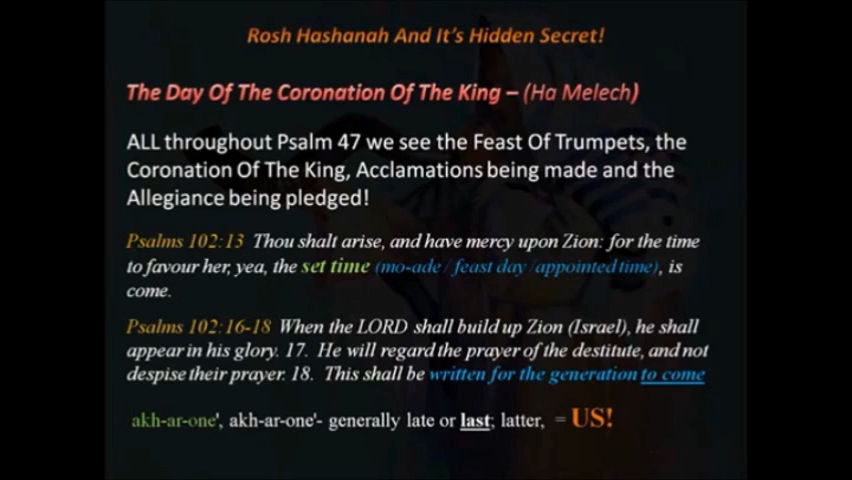 Rosh Hashanah And It's Hidden Secret!
The Day Of The Coronation Of The King – (Ha Melech)
ALL throughout Psalm 47 we see the Feast Of Trumpets, the
Coronation Of The King, Acclamations being made and the
Allegiance being pledged!
Psalms 102:13 Thou shalt arise, and have mercy upon Zion: for the time
to favour her, yea, the set time (mo-ade / feast day /appointed time), is
come.
Psalms 102:16-18 When the LORD shall build up Zion (Israel), he shall
appear in his glory. 17. He will regard the prayer of the destitute, and not
despise their prayer. 18. This shall be written for the generation to come
akh-ar-one', akh-ar-one'- generally late or last; latter, = US!